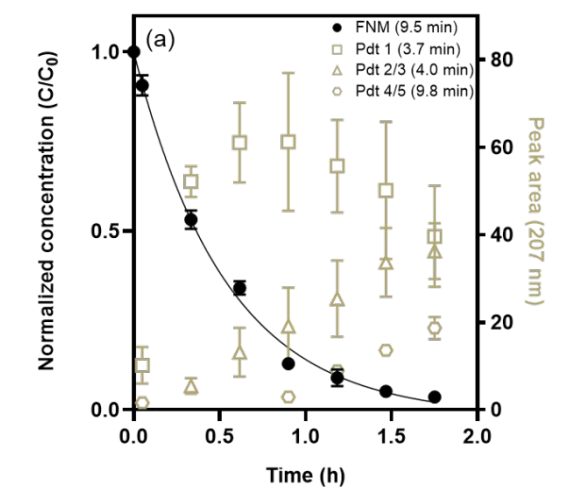 (a)
FNM (9.5 min)
Pdt 1 (3.7 min)
Pdt 2/3 (4.0 min)
Pdt 4/5 (9.8 min)
Normalized concentration (C/C₀)
1.0
0.5
0.0
Peak area (207 nm)
80
60
40
20
0
0.0 0.5 1.0 1.5 2.0
Time (h)